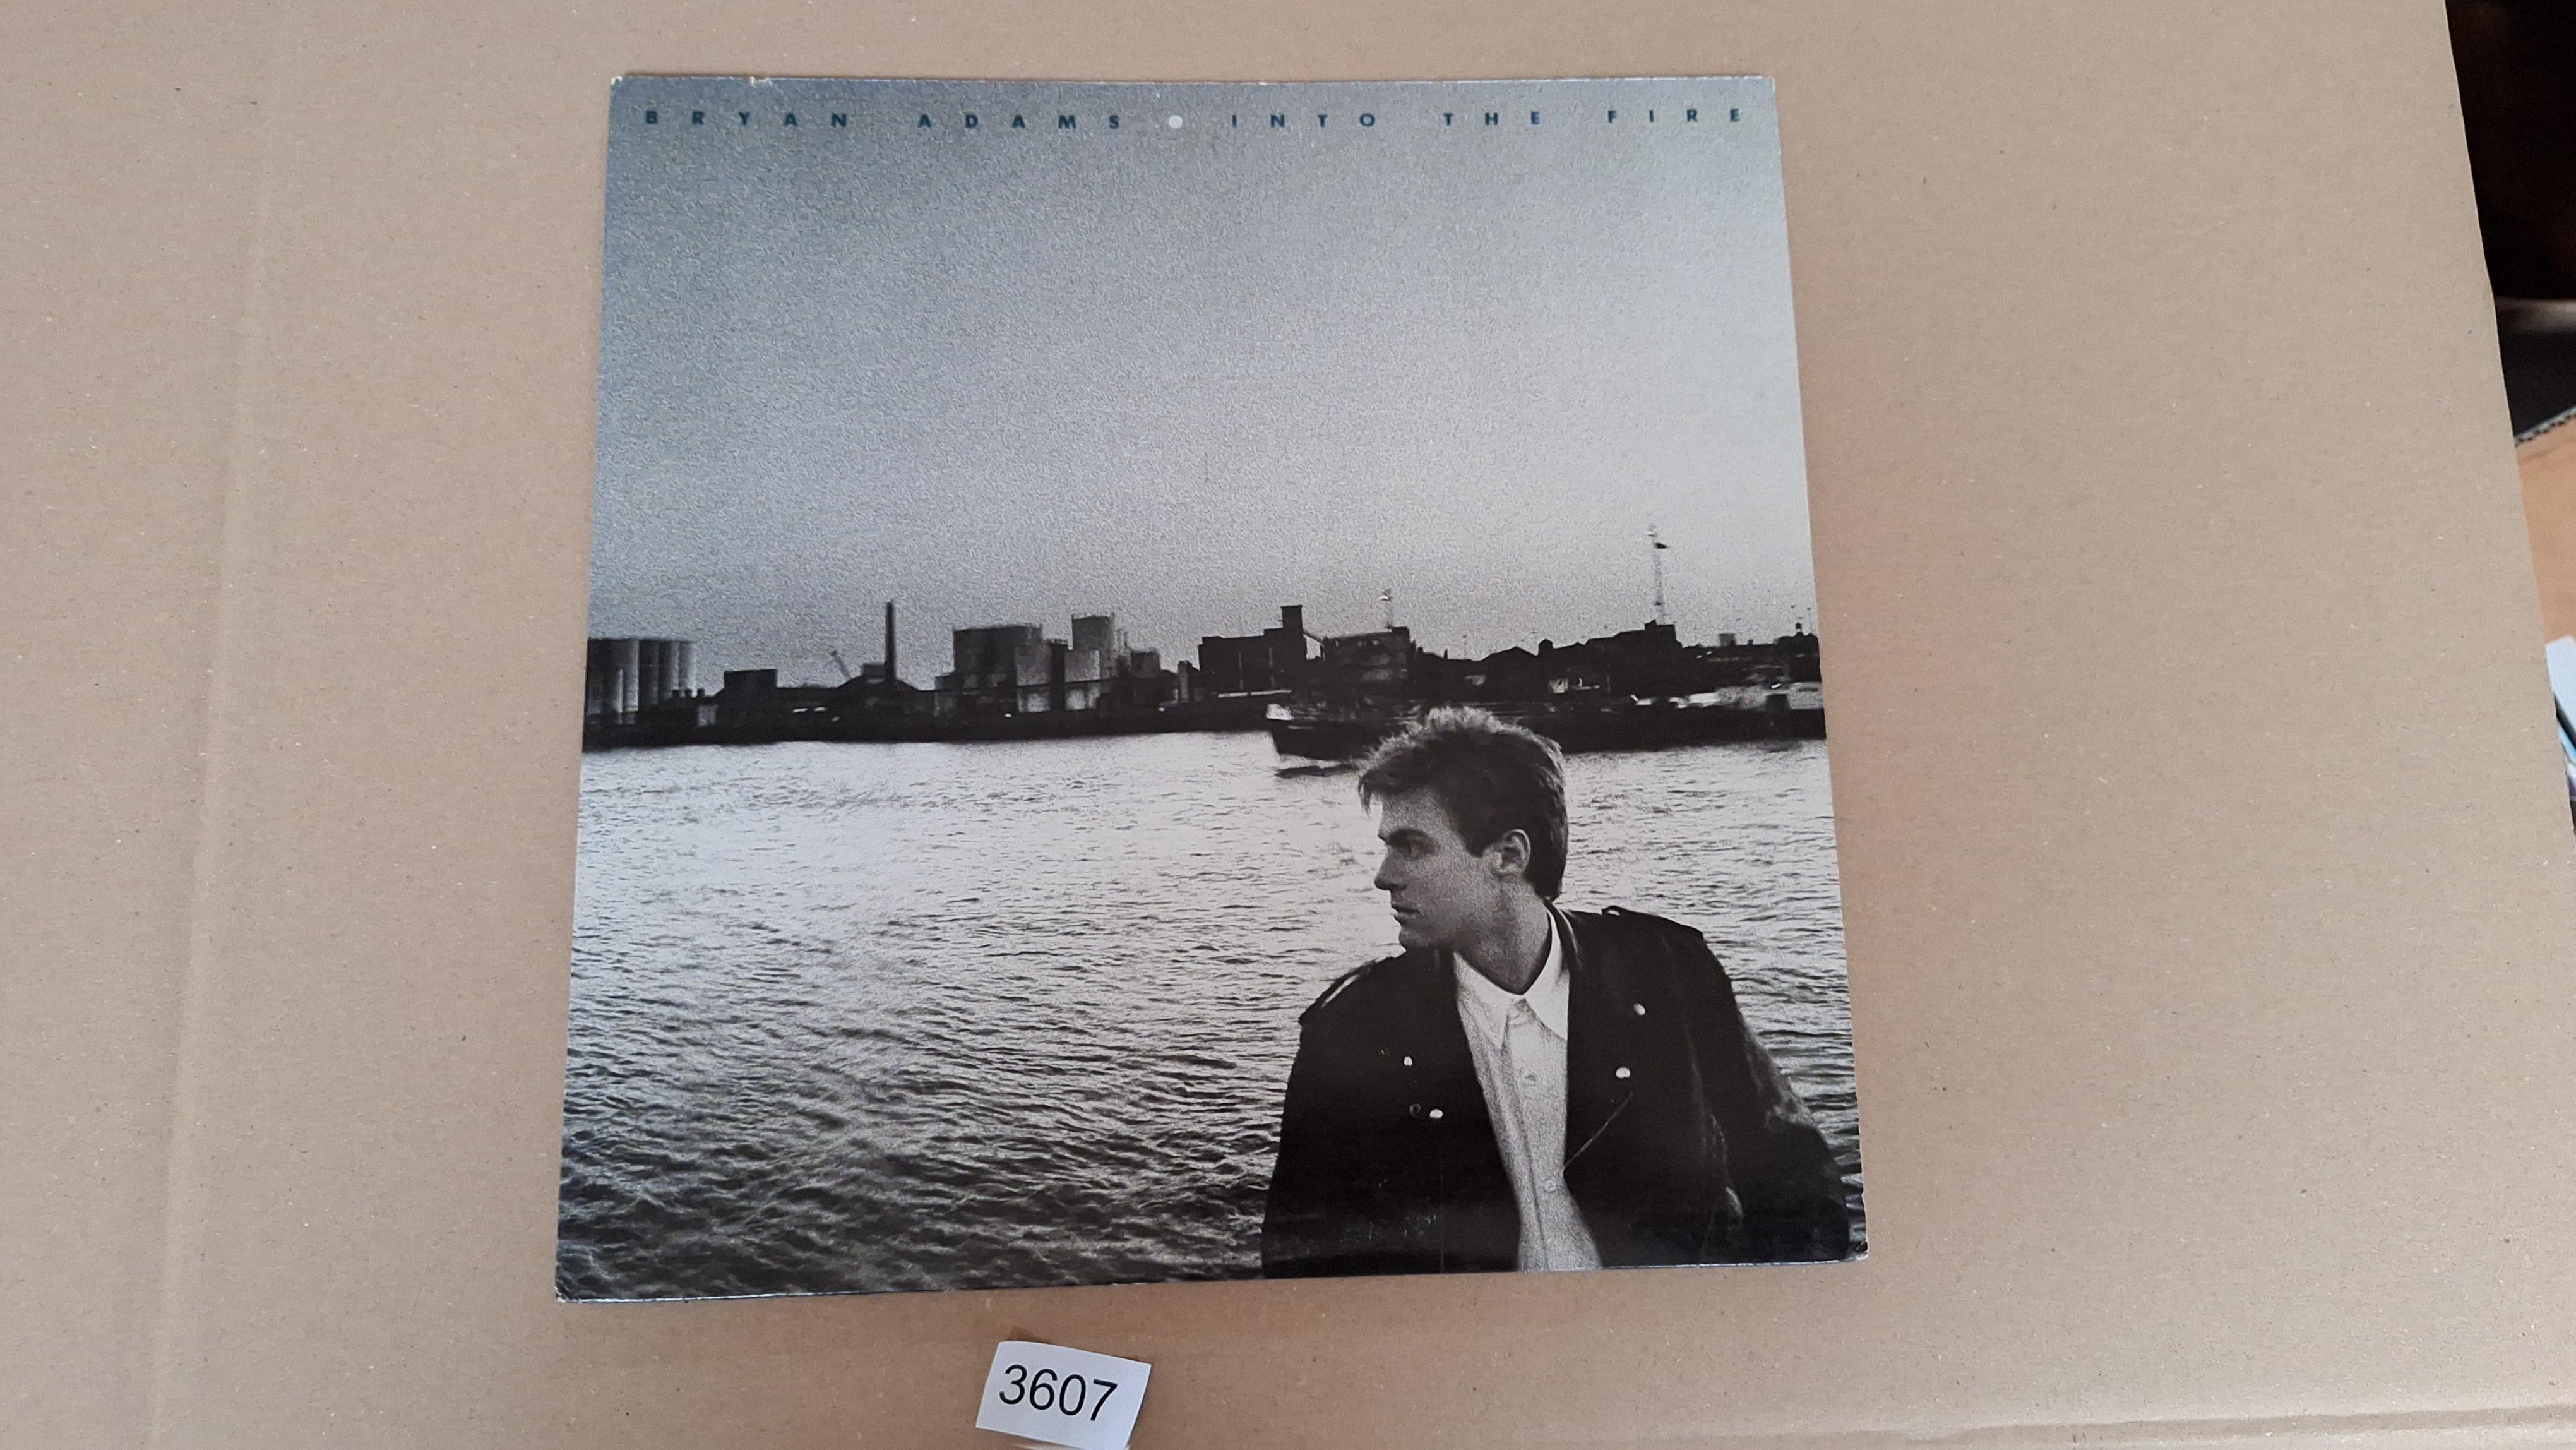 BRYAN ADAMS • INTO THE FIRE
3607